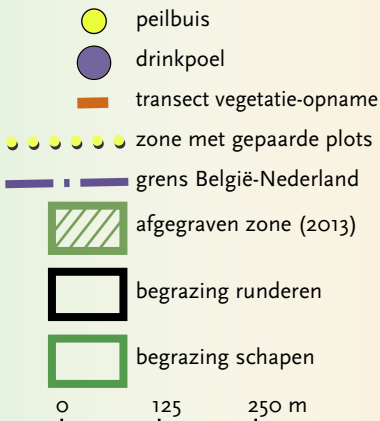 peilbuis
drinkpoel
transect vegetatie-opname
zone met gepaarde plots
grens België-Nederland
afgegraven zone (2013)
begrazing runderen
begrazing schapen
0 125 250 m